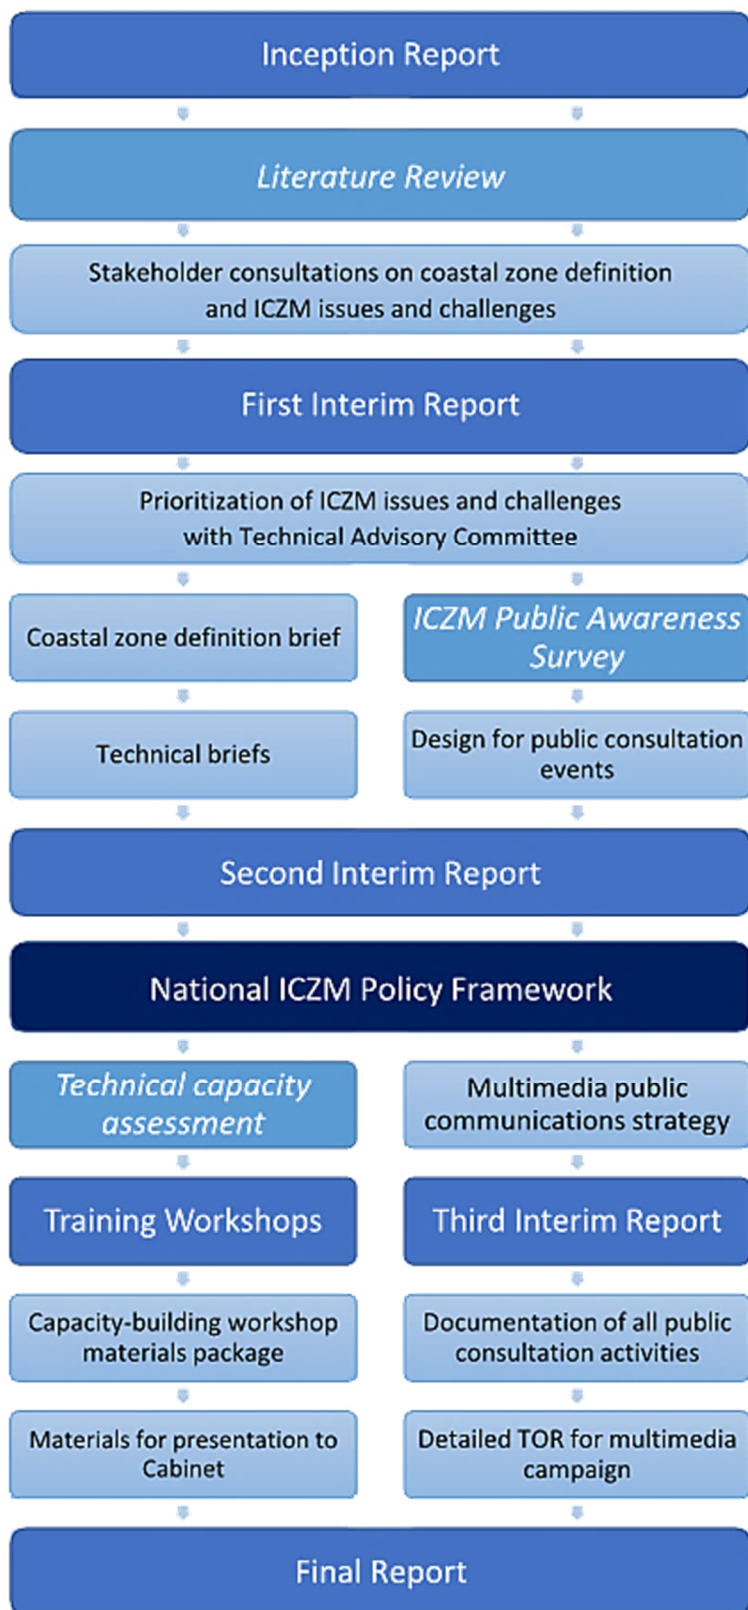 Inception Report
Literature Review
Stakeholder consultations on coastal zone definition
and ICZM issues and challenges
First Interim Report
Prioritization of ICZM issues and challenges
with Technical Advisory Committee
Coastal zone definition brief
ICZM Public Awareness
Survey
Technical briefs
Design for public consultation
events
Second Interim Report
National ICZM Policy Framework
Technical capacity
assessment
Multimedia public
communications strategy
Training Workshops
Third Interim Report
Capacity-building workshop
materials package
Documentation of all public
consultation activities
Materials for presentation to
Cabinet
Detailed TOR for multimedia
campaign
Final Report